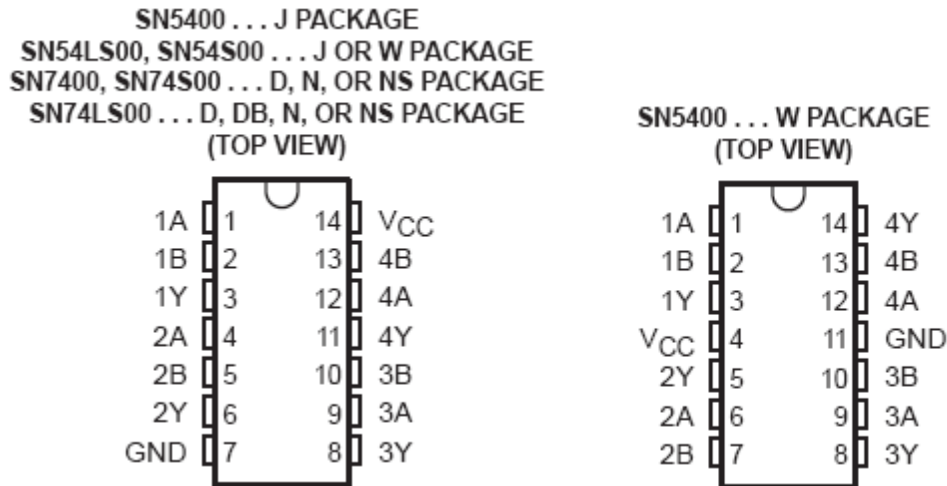 SN5400 . . . J PACKAGE
SN54LS00, SN54S00 . . . J OR W PACKAGE
SN7400, SN74S00 . . . D, N, OR NS PACKAGE
SN74LS00 . . . D, DB, N, OR NS PACKAGE
(TOP VIEW)
1A 1 14 VCC
1B 2 13 4B
1Y 3 12 4A
2A 4 11 4Y
2B 5 10 3B
2Y 6 9 3A
GND 7 8 3Y
SN5400 . . . W PACKAGE
(TOP VIEW)
1A 1 14 4Y
1B 2 13 4B
1Y 3 12 4A
VCC 4 11 GND
2Y 5 10 3B
2A 6 9 3A
2B 7 8 3Y